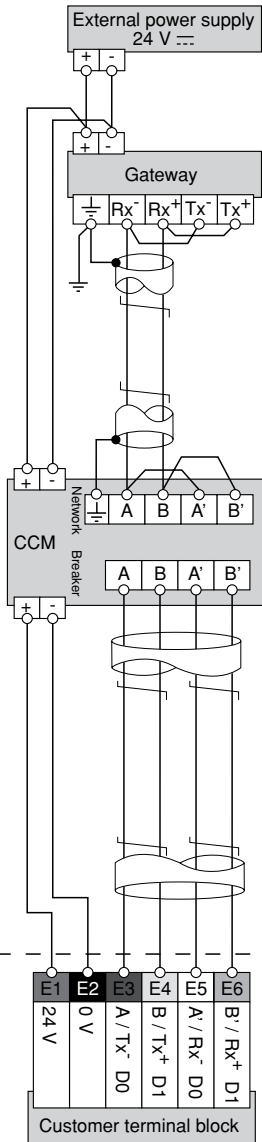 External power supply
24 V ⎓
+ -
+ -
Gateway
⏚ Rx⁻ Rx⁺ Tx⁻ Tx⁺
+ -
Network
⏚ A B A' B'
CCM
Breaker
A B A' B'
+ -
E1 E2 E3 E4 E5 E6
24 V
0 V
A / Tx⁻ D0
B / Tx⁺ D1
A' / Rx⁻ D0
B' / Rx⁺ D1
Customer terminal block